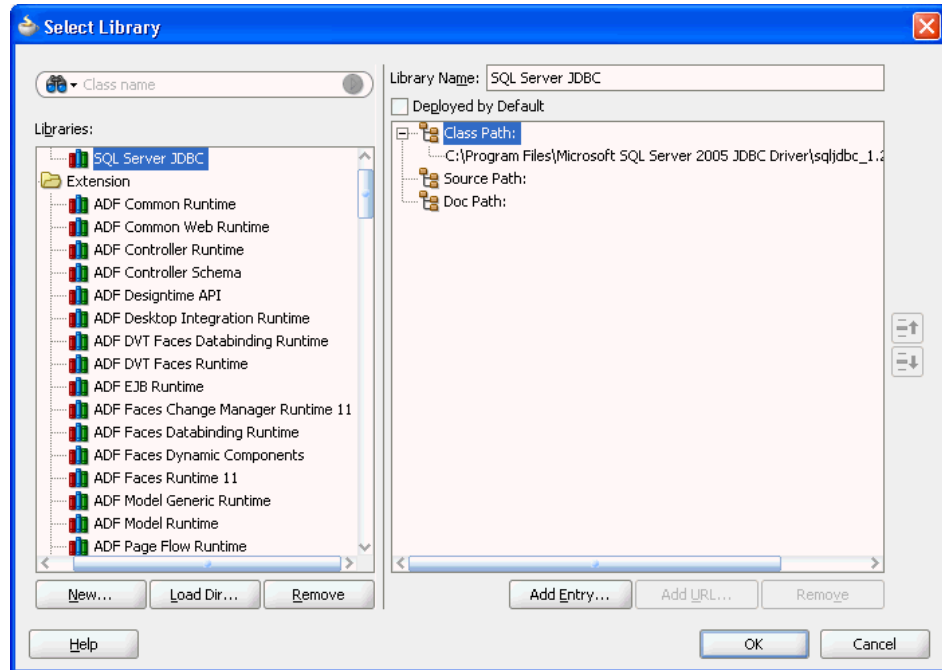 Select Library
Class name
Libraries:
SQL Server JDBC
Extension
ADF Common Runtime
ADF Common Web Runtime
ADF Controller Runtime
ADF Controller Schema
ADF Designtime API
ADF Desktop Integration Runtime
ADF DVT Faces Databinding Runtime
ADF DVT Faces Runtime
ADF EJB Runtime
ADF Faces Change Manager Runtime 11
ADF Faces Databinding Runtime
ADF Faces Dynamic Components
ADF Faces Runtime 11
ADF Model Generic Runtime
ADF Model Runtime
ADF Page Flow Runtime
New... Load Dir... Remove
Library Name: SQL Server JDBC
Deployed by Default
Class Path:
C:\Program Files\Microsoft SQL Server 2005 JDBC Driver\sqljdbc_1.2
Source Path:
Doc Path:
Add Entry... Add URL... Remove
Help OK Cancel